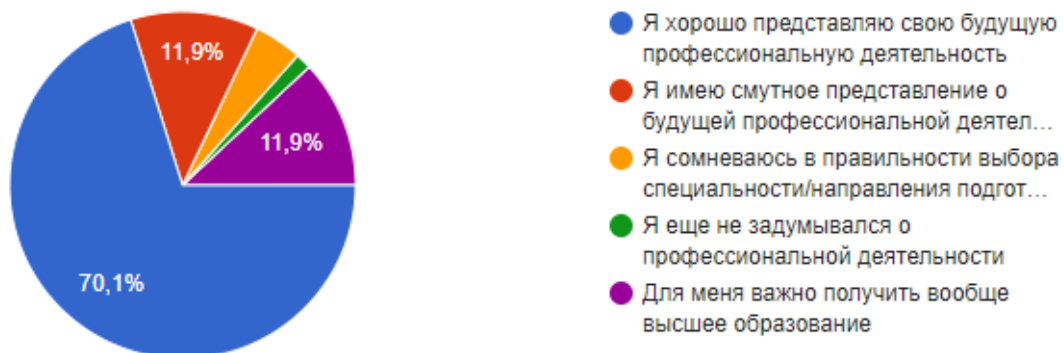 11,9%
11,9%
70,1%
Я хорошо представляю свою будущую
профессиональную деятельность
Я имею смутное представление о
будущей профессиональной деятел...
Я сомневаюсь в правильности выбора
специальности/направления подгот...
Я еще не задумывался о
профессиональной деятельности
Для меня важно получить вообще
высшее образование